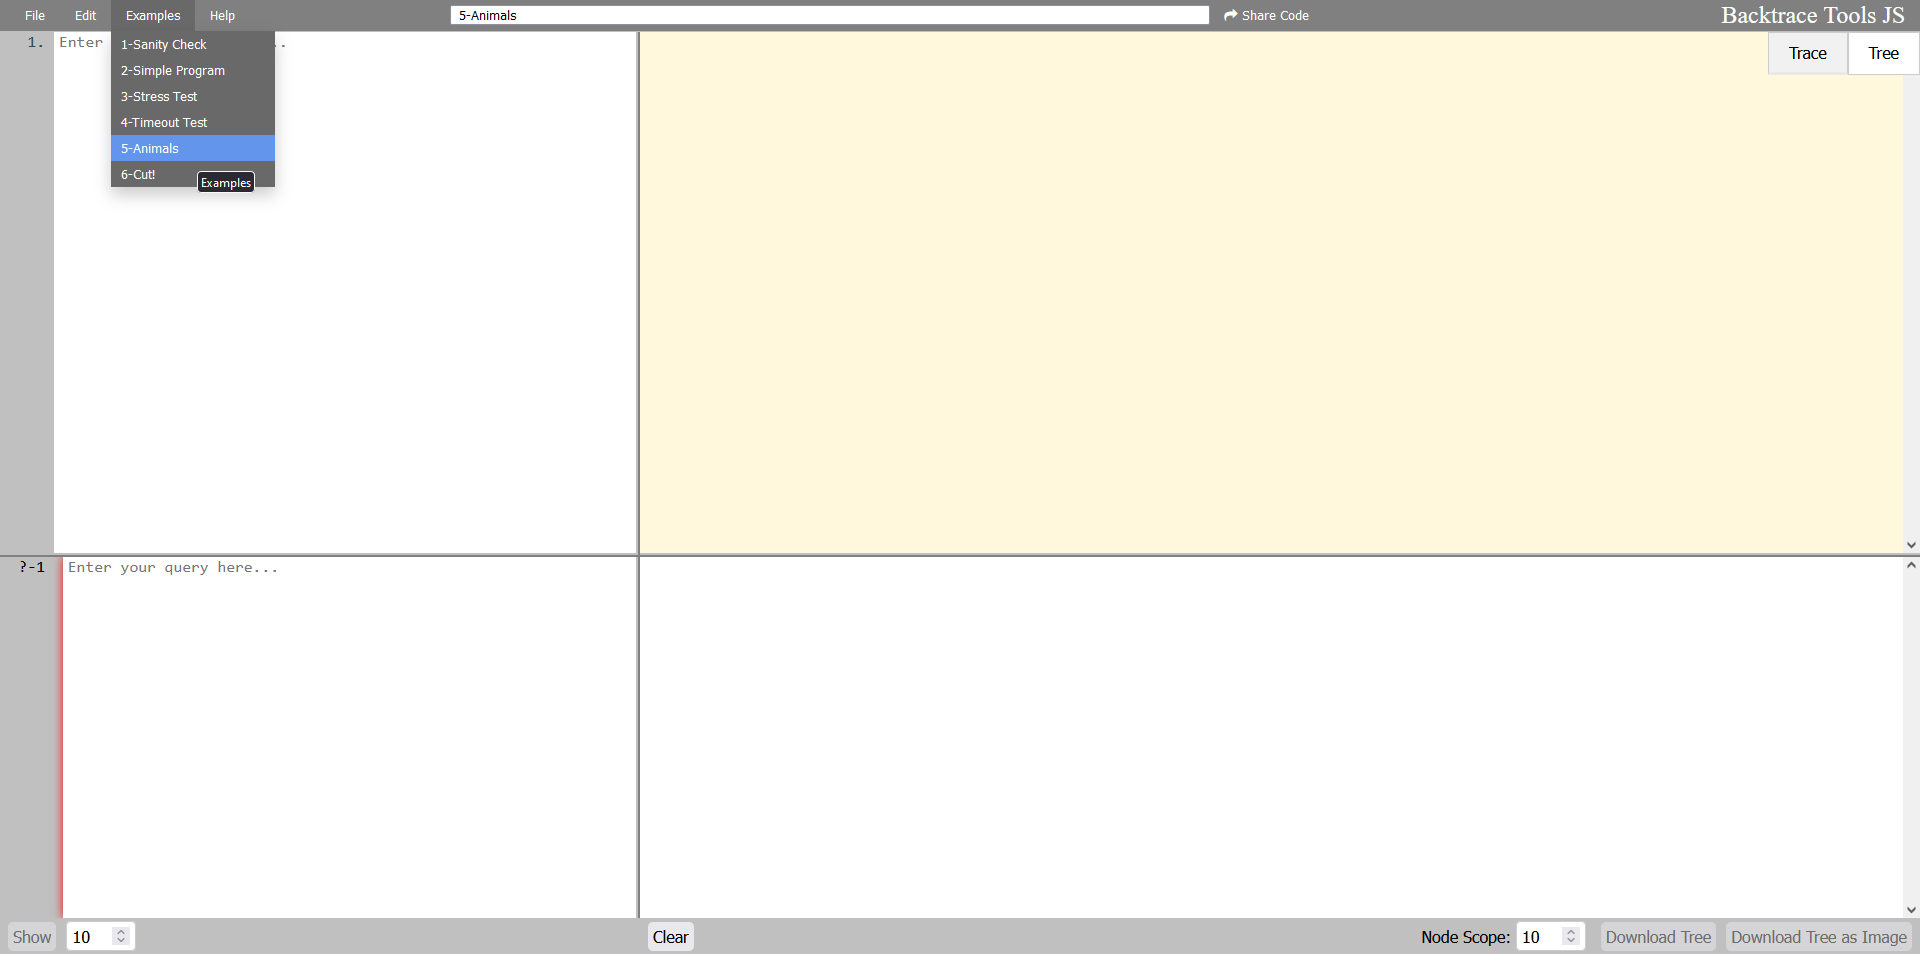 File Edit Examples Help 5-Animals Share Code Backtrace Tools JS
1. Enter ..
1-Sanity Check
2-Simple Program
3-Stress Test
4-Timeout Test
5-Animals
6-Cut!
Examples
Trace Tree
?-1 Enter your query here...
Show 10 Clear Node Scope: 10 Download Tree Download Tree as Image